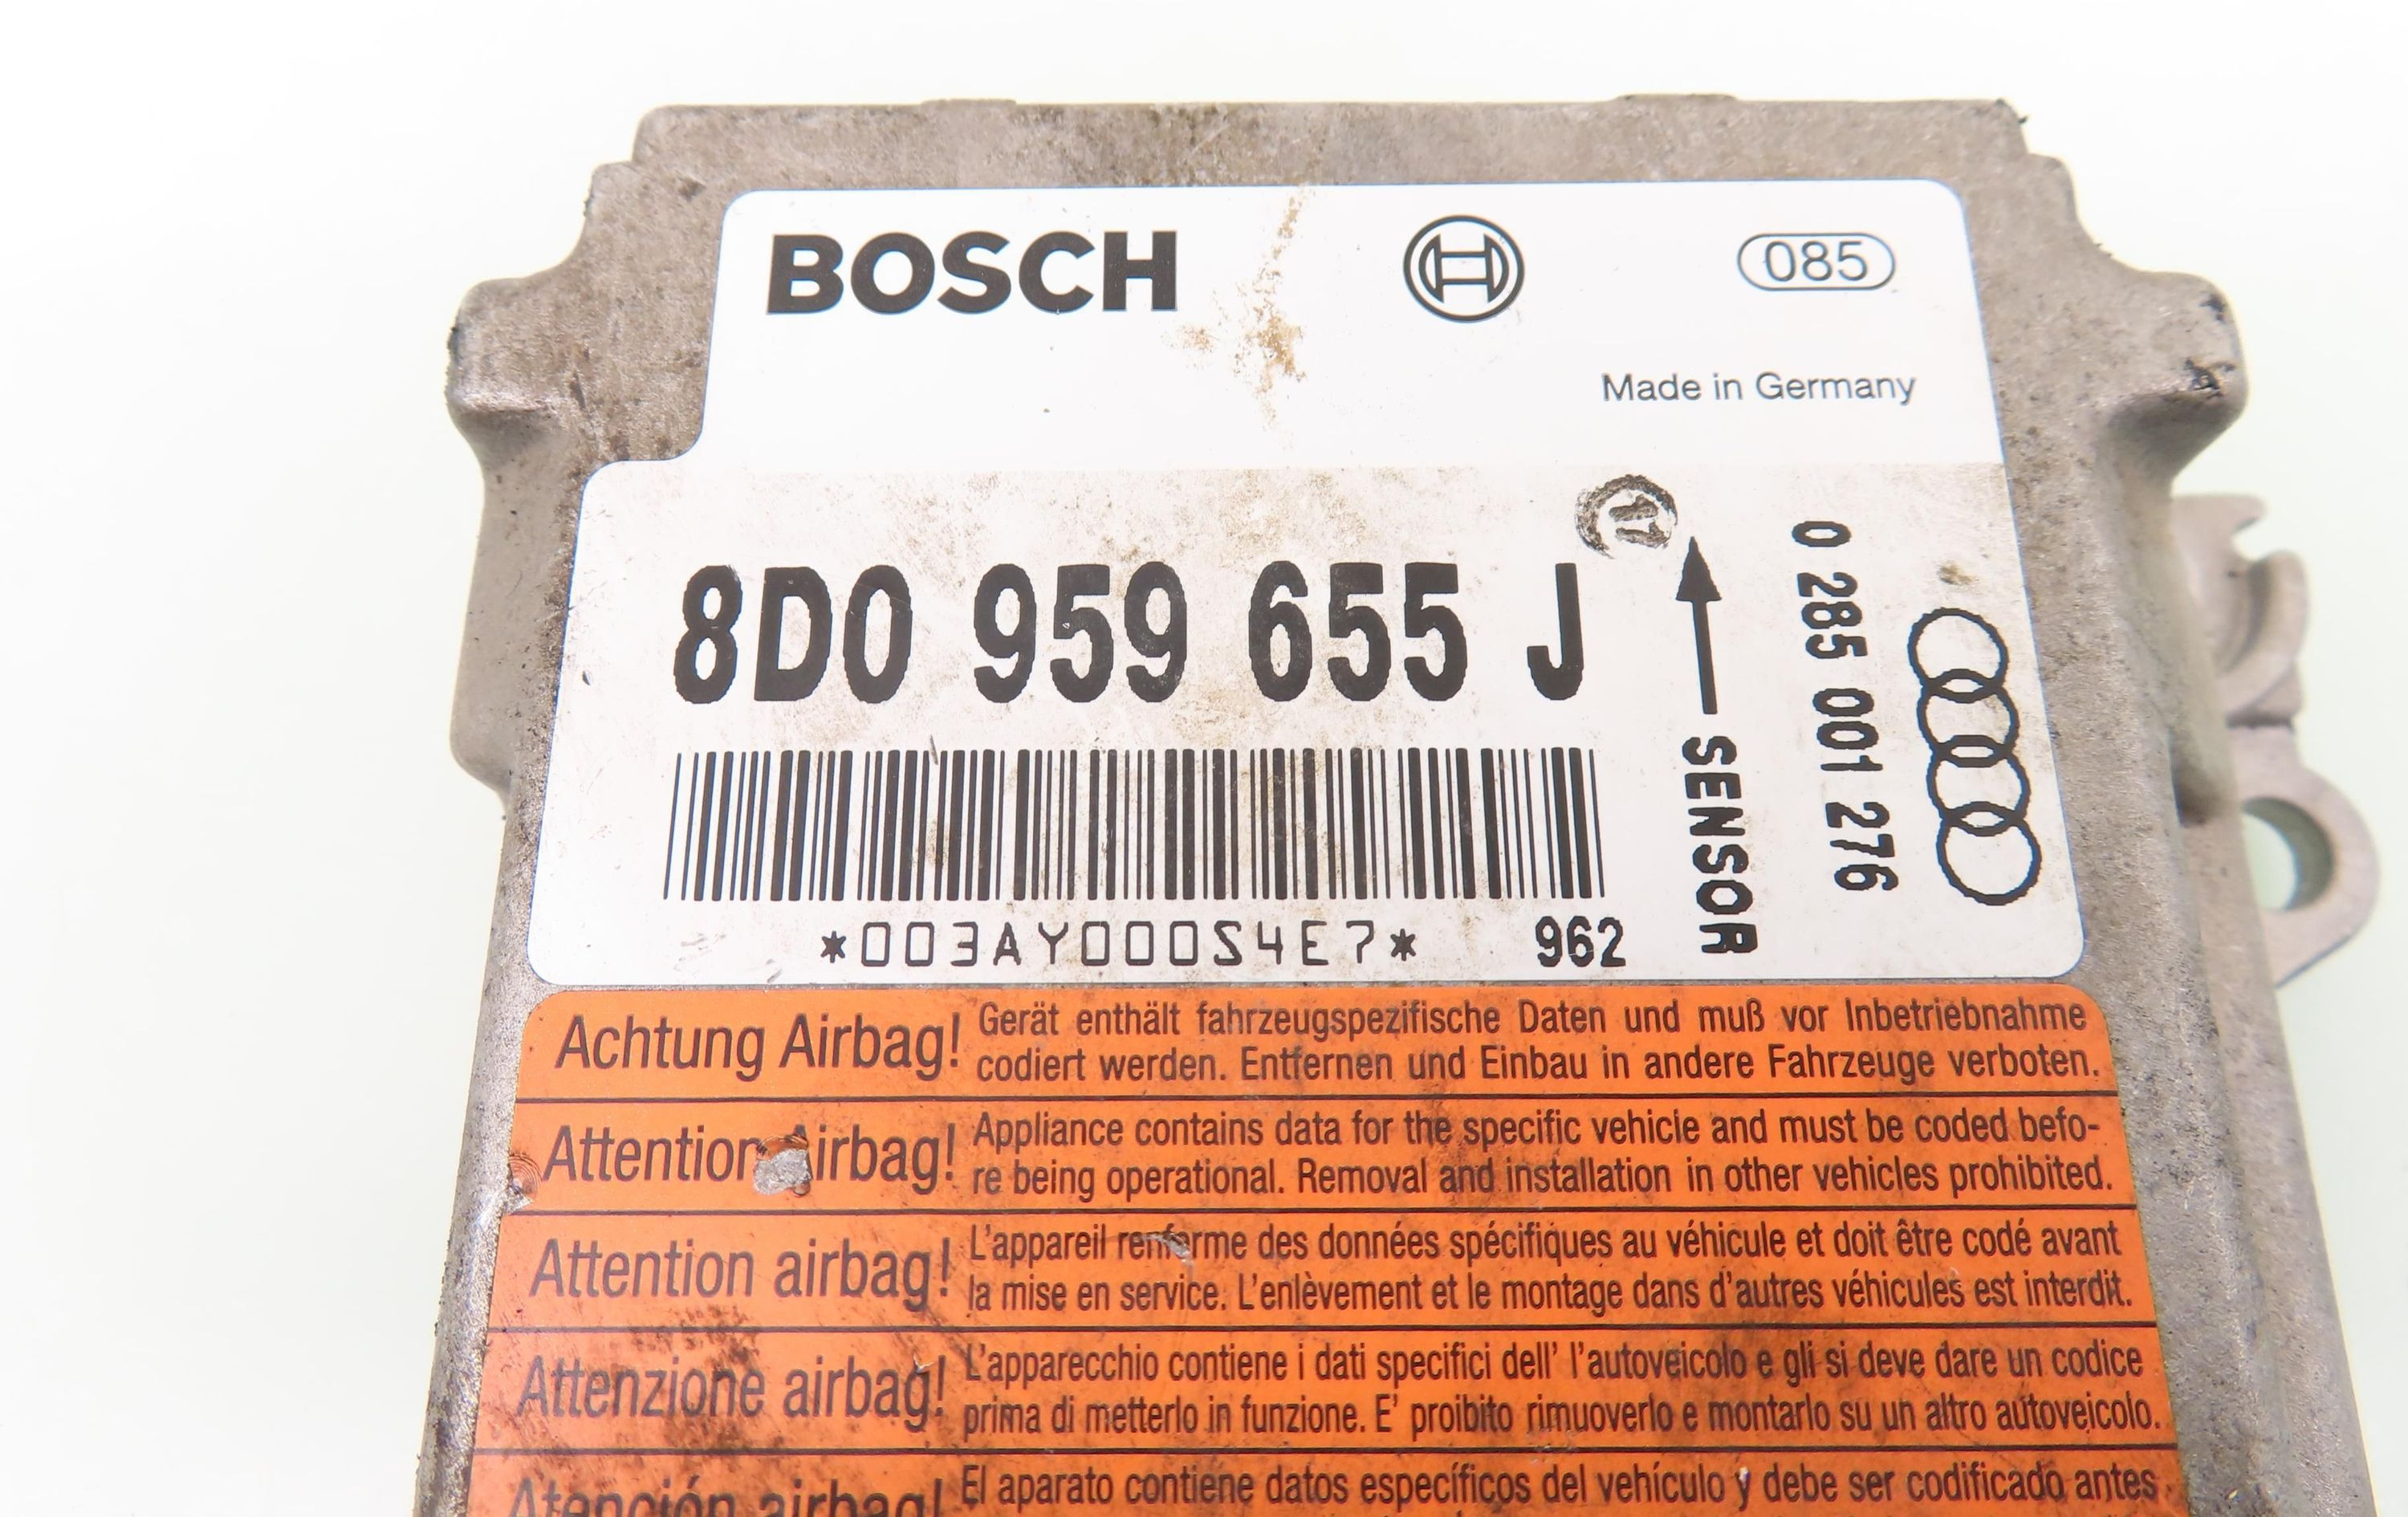 BOSCH
085
Made in Germany
17
8D0 959 655 J
SENSOR
0 285 001 276
*003AY000S4E7* 962
Achtung Airbag! Gerät enthält fahrzeugspezifische Daten und muß vor Inbetriebnahme
codiert werden. Entfernen und Einbau in andere Fahrzeuge verboten.
Attention Airbag! Appliance contains data for the specific vehicle and must be coded befo-
re being operational. Removal and installation in other vehicles prohibited.
Attention airbag! L'appareil renferme des données spécifiques au véhicule et doit être codé avant
la mise en service. L'enlèvement et le montage dans d'autres véhicules est interdit.
Attenzione airbag! L'apparecchio contiene i dati specifici dell' l'autoveicolo e gli si deve dare un codice
prima di metterlo in funzione. E' proibito rimuoverlo e montarlo su un altro autoveicolo.
Atención airbag! El aparato contiene datos específicos del vehículo y debe ser codificado antes